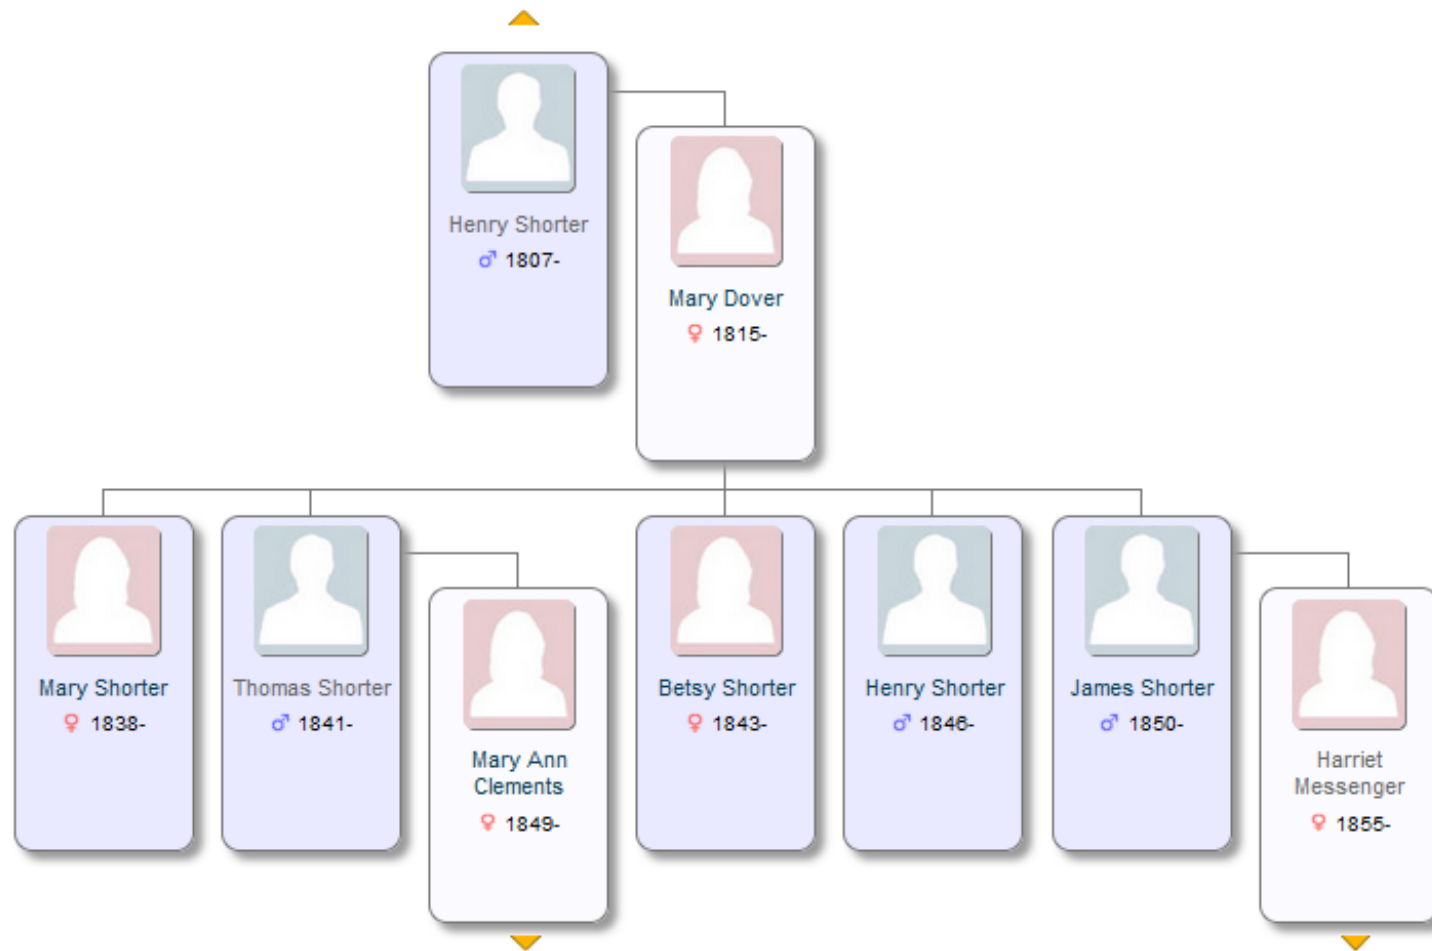 Henry Shorter
♂ 1807-
Mary Dover
♀ 1815-
Mary Shorter
♀ 1838-
Thomas Shorter
♂ 1841-
Mary Ann
Clements
♀ 1849-
Betsy Shorter
♀ 1843-
Henry Shorter
♂ 1846-
James Shorter
♂ 1850-
Harriet
Messenger
♀ 1855-